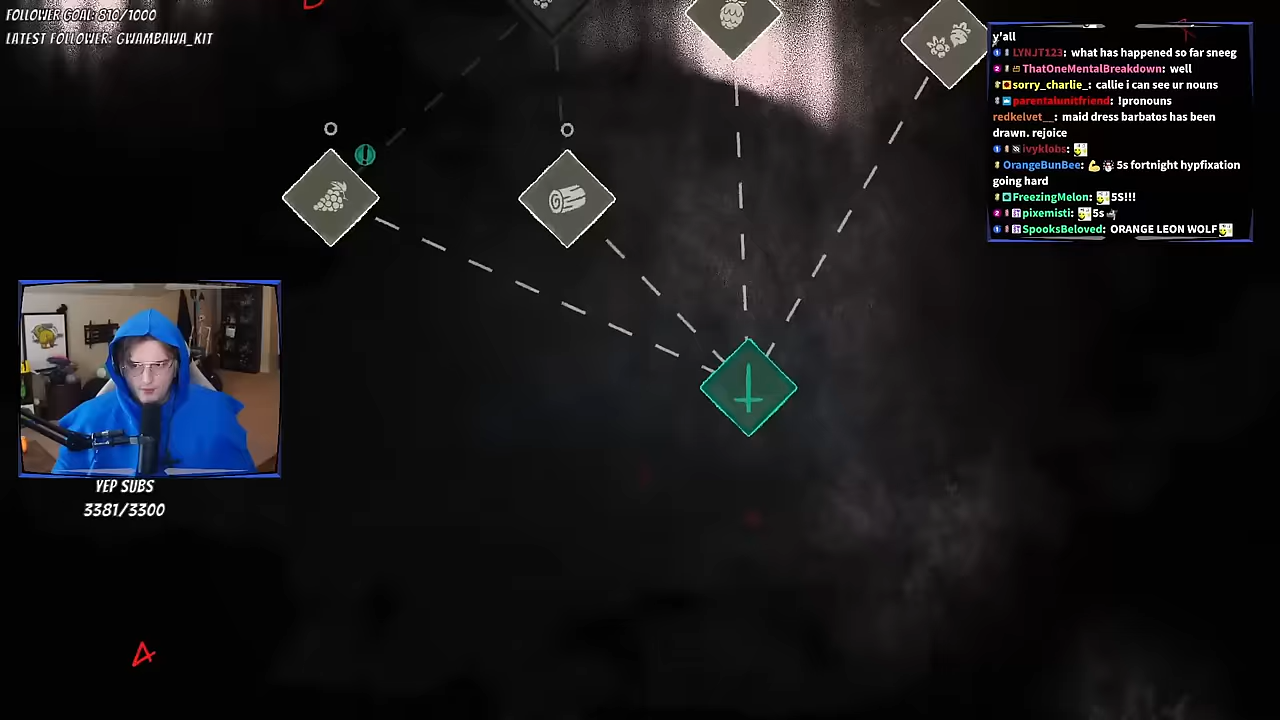 FOLLOWER GOAL: 810/1000
LATEST FOLLOWER: GWAMBAWA_KIT
y'all
LYNJT123: what has happened so far sneeg
ThatOneMentalBreakdown: well
sorry_charlie_: callie i can see ur nouns
parentalunitfriend: !pronouns
redkelvet__: maid dress barbatos has been
drawn. rejoice
ivyklobs:
OrangeBunBee: 5s fortnight hypfixation
going hard
FreezingMelon: 5S!!!
pixemisti: 5s
SpooksBeloved: ORANGE LEON WOLF
YEP SUBS
3381/3300